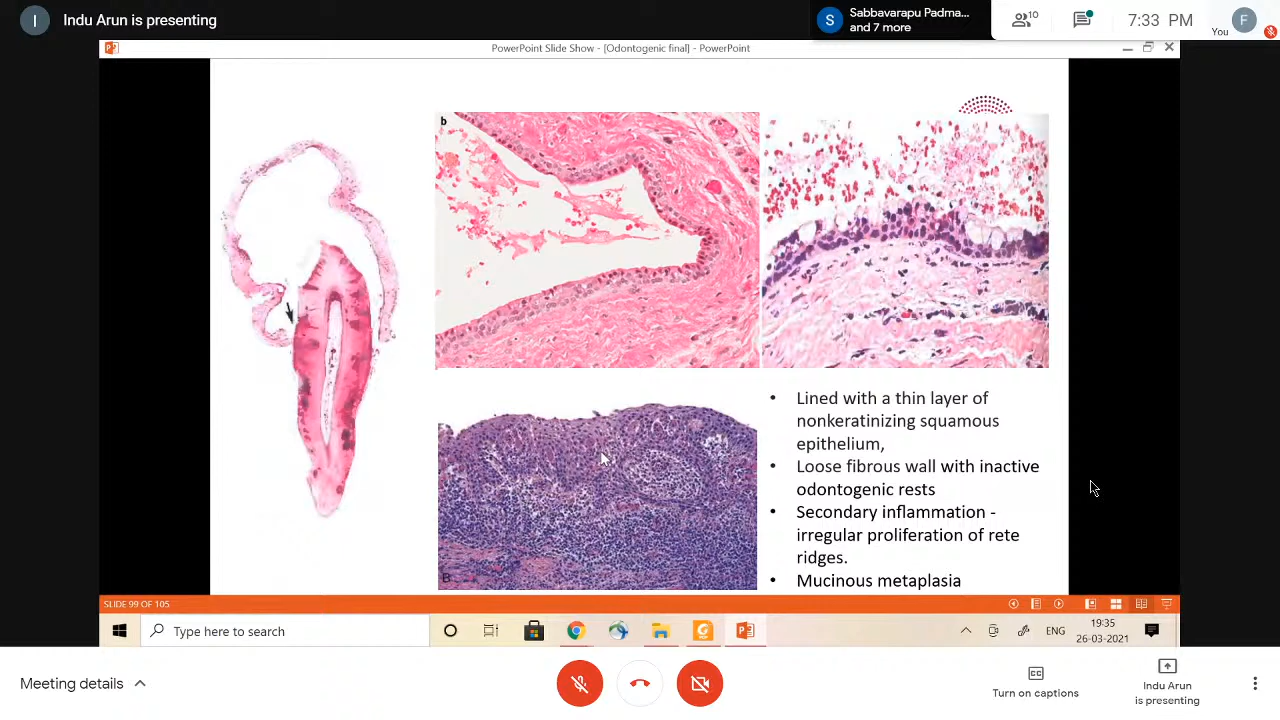 I
Indu Arun is presenting
S
Sabbavarapu Padma...
and 7 more
10
7:33 PM
You
F
PowerPoint Slide Show - [Odontogenic final] - PowerPoint
b
B
• Lined with a thin layer of
nonkeratinizing squamous
epithelium,
• Loose fibrous wall with inactive
odontogenic rests
• Secondary inflammation -
irregular proliferation of rete
ridges.
• Mucinous metaplasia
SLIDE 99 OF 105
Type here to search
ENG
19:35
26-03-2021
Meeting details
CC
Turn on captions
Indu Arun
is presenting